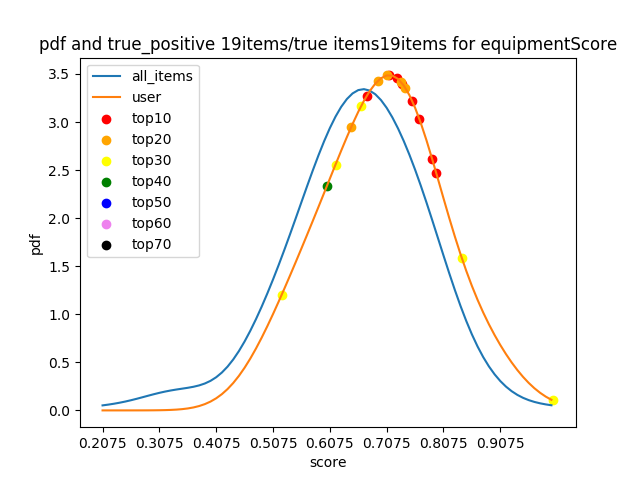 pdf and true_positive 19items/true items19items for equipmentScore
all_items
user
top10
top20
top30
top40
top50
top60
top70
pdf
3.5
3.0
2.5
2.0
1.5
1.0
0.5
0.0
0.2075 0.3075 0.4075 0.5075 0.6075 0.7075 0.8075 0.9075
score